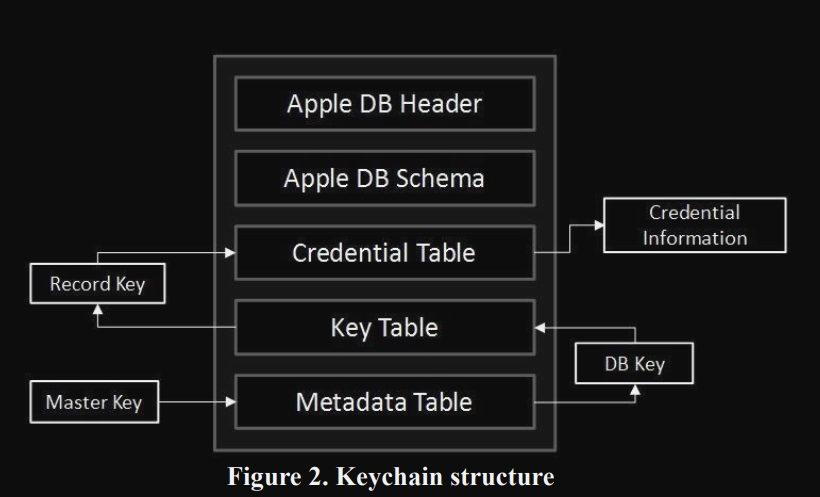 Apple DB Header
Apple DB Schema
Credential
Information
Credential Table
Record Key
Key Table
DB Key
Master Key
Metadata Table
Figure 2. Keychain structure